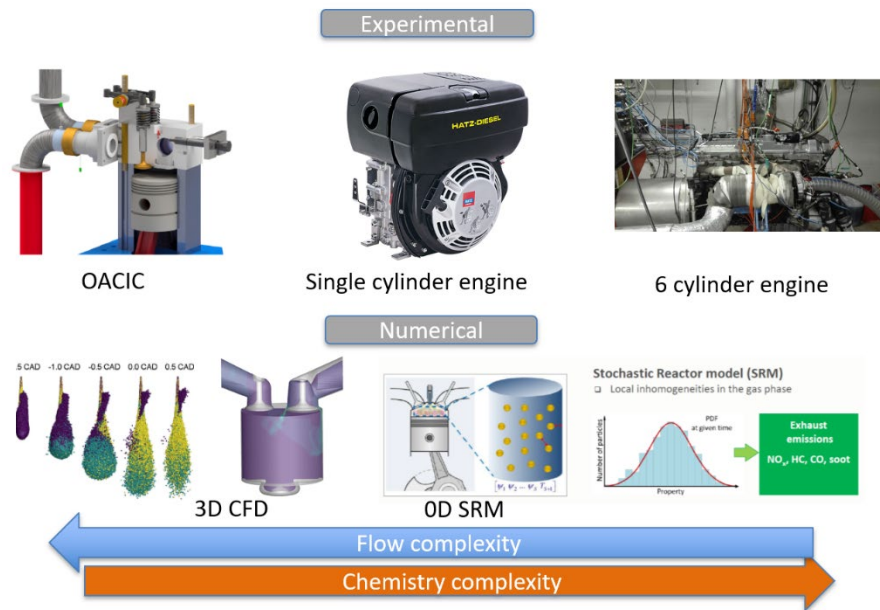 Experimental
HATZ-DIESEL
OACIC
Single cylinder engine
6 cylinder engine
Numerical
.5 CAD -1.0 CAD -0.5 CAD 0.0 CAD 0.5 CAD
Stochastic Reactor model (SRM)
Local inhomogeneities in the gas phase
PDF
at given time
Number of particles
Property
Exhaust
emissions
NOx, HC, CO, soot
3D CFD
0D SRM
Flow complexity
Chemistry complexity